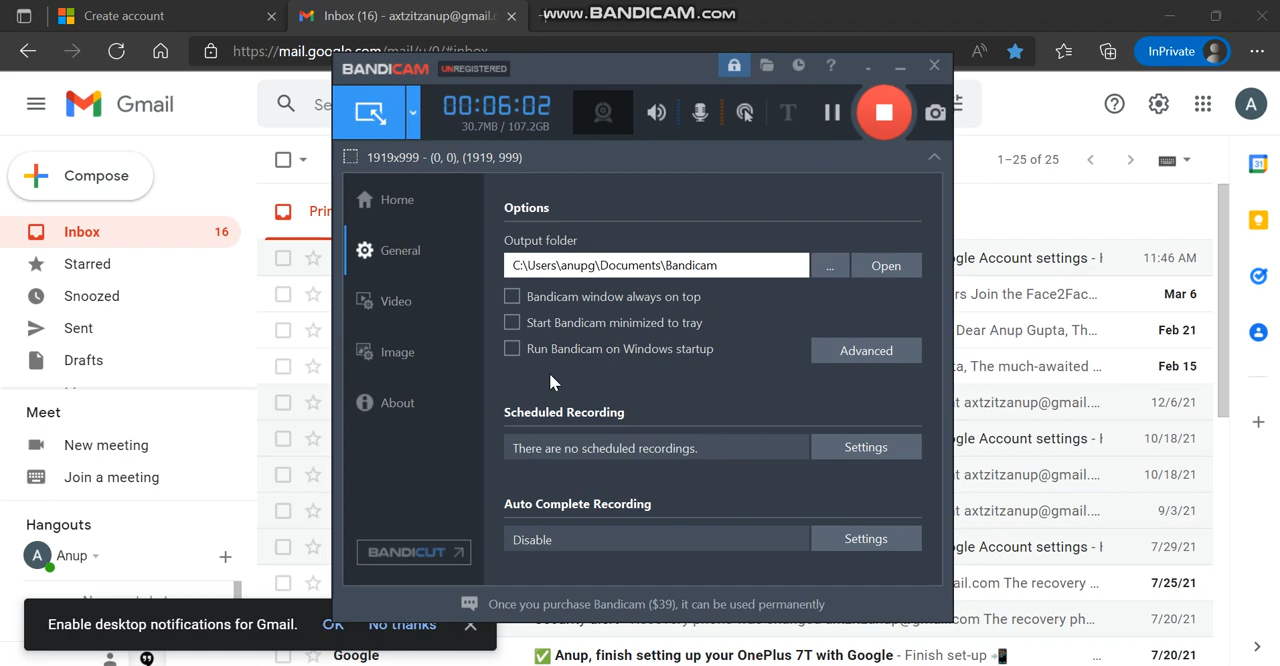 Create account
Inbox (16) - axtzitzanup@gmail.c
www.BANDICAM.com
https://mail.google.com/mail/u/0/#inbox
InPrivate
BANDICAM UNREGISTERED
Gmail
00:06:02
30.7MB / 107.2GB
A
1919x999 - (0, 0), (1919, 999)
1–25 of 25
Compose
Home
Options
Inbox 16
Output folder
General
C:\Users\anupg\Documents\Bandicam
...
Open
gle Account settings - 11:46 AM
Starred
Bandicam window always on top
rs Join the Face2Fac... Mar 6
Snoozed
Video
Start Bandicam minimized to tray
Dear Anup Gupta, Th... Feb 21
Sent
Run Bandicam on Windows startup
Advanced
Image
a, The much-awaited ... Feb 15
Drafts
About
t axtzitzanup@gmail.... 12/6/21
Meet
Scheduled Recording
gle Account settings - 10/18/21
New meeting
There are no scheduled recordings.
Settings
Join a meeting
t axtzitzanup@gmail.... 10/18/21
Auto Complete Recording
t axtzitzanup@gmail.... 9/3/21
Hangouts
Disable
Settings
gle Account settings - 7/29/21
A Anup
BANDICUT
ail.com The recovery ... 7/25/21
Once you purchase Bandicam ($39), it can be used permanently
com The recovery ph... 7/20/21
Enable desktop notifications for Gmail. OK No thanks
Google
Anup, finish setting up your OnePlus 7T with Google - Finish set-up ... 7/20/21